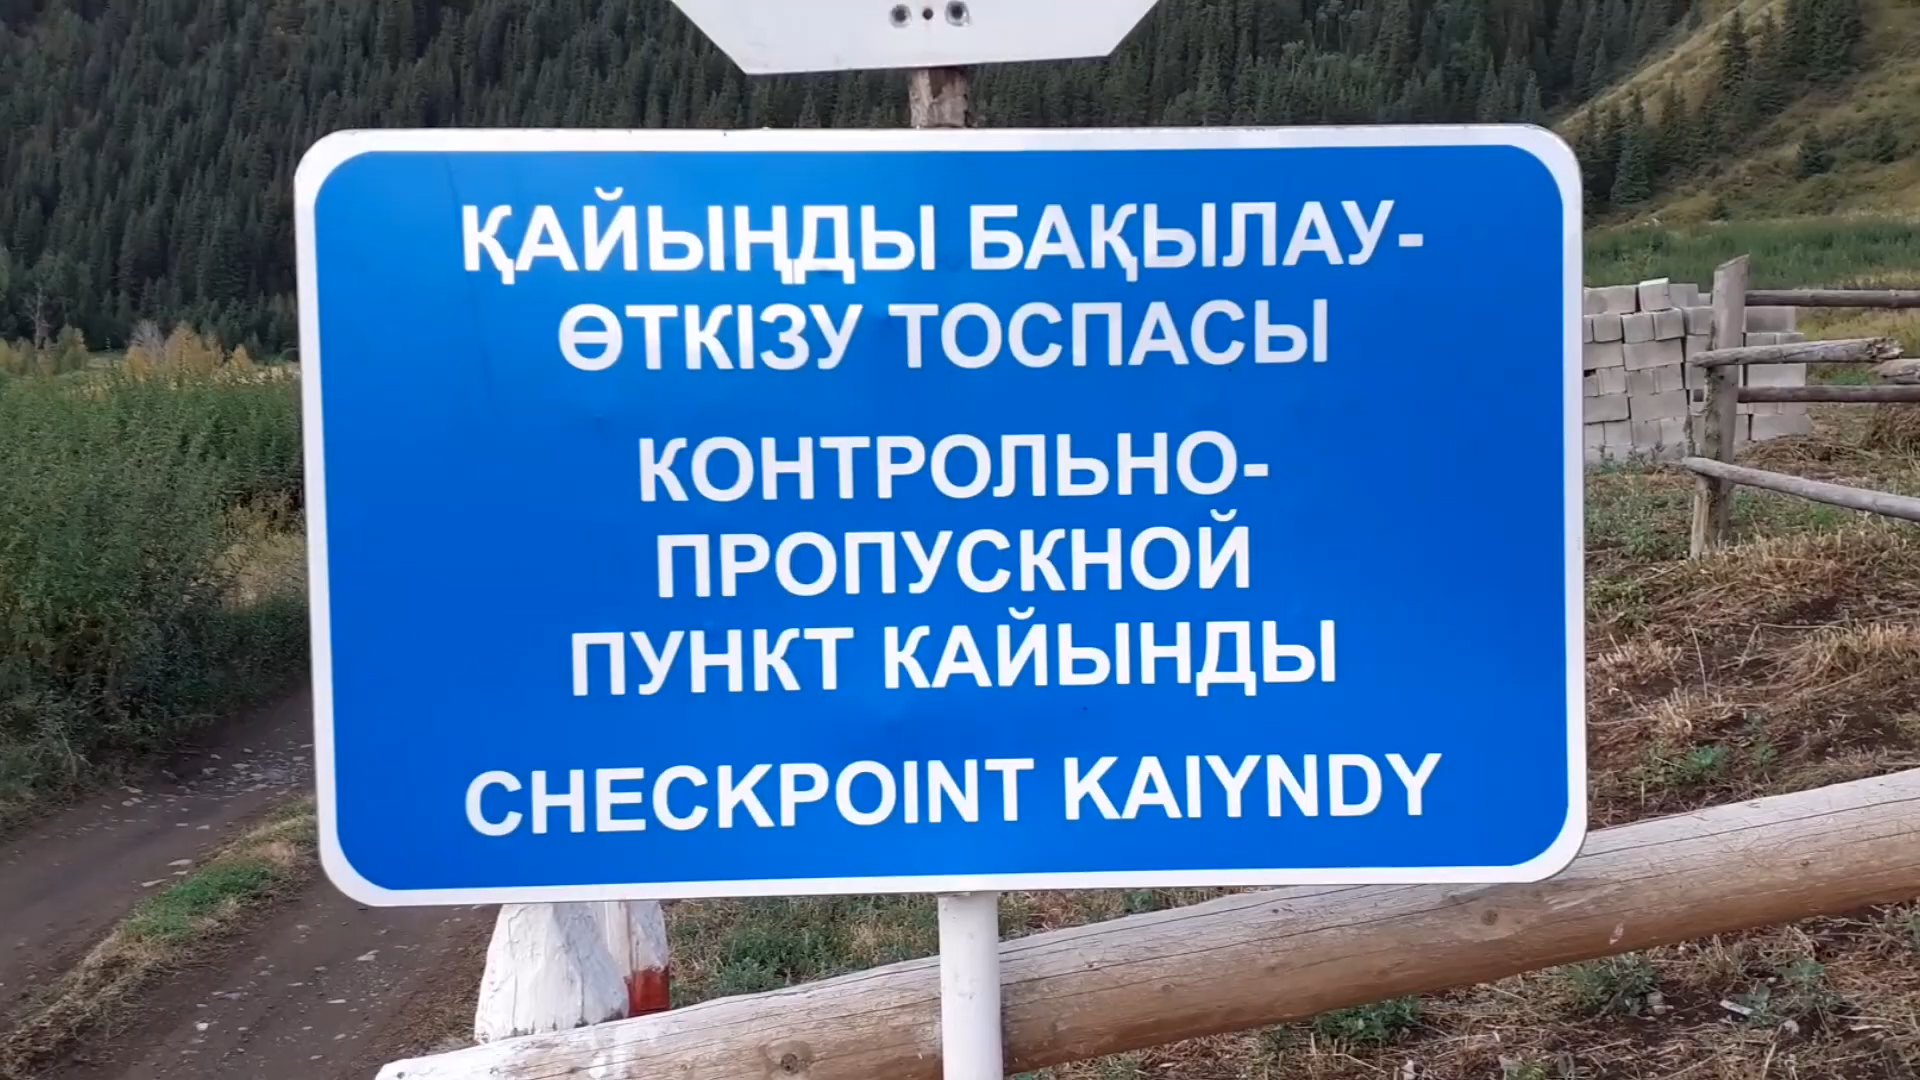 ҚАЙЫҢДЫ БАҚЫЛАУ-
ӨТКІЗУ ТОСПАСЫ
КОНТРОЛЬНО-
ПРОПУСКНОЙ
ПУНКТ КАЙЫНДЫ
CHECKPOINT KAIYNDY